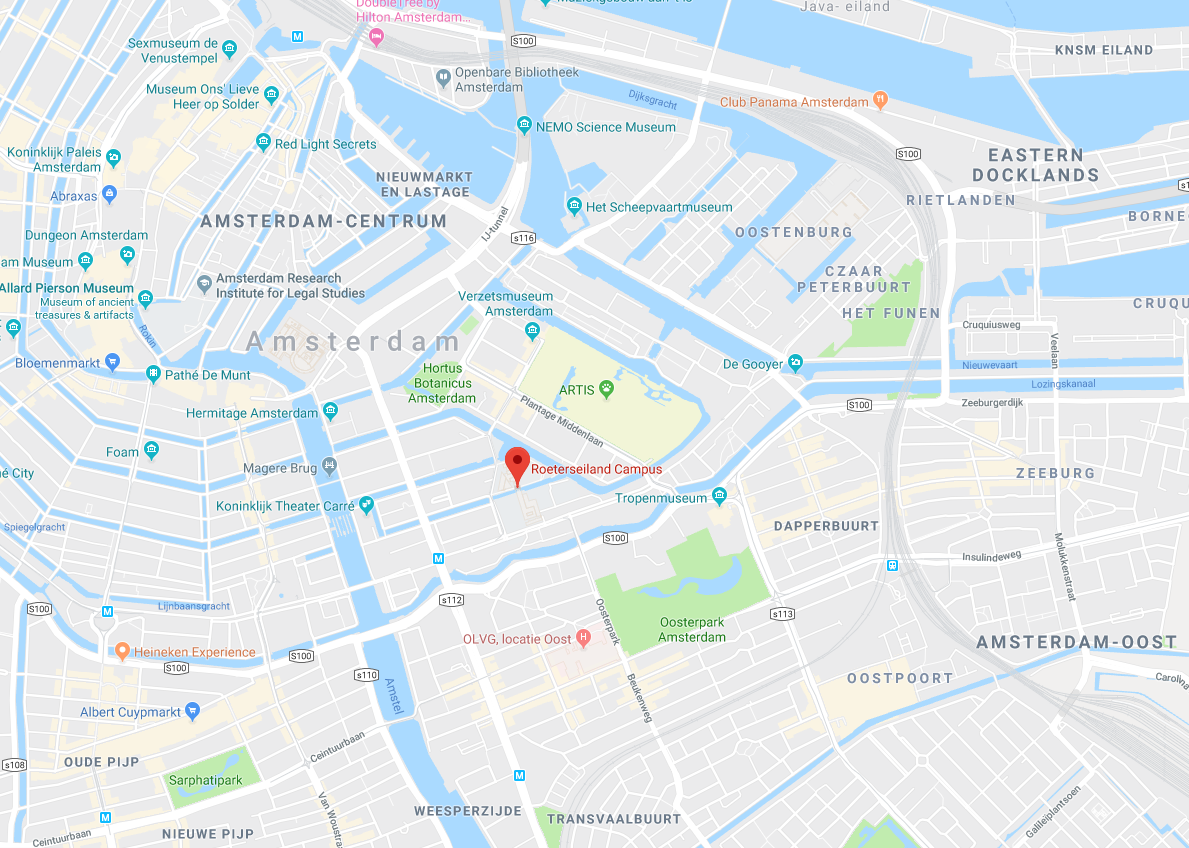 DoubleTree by
Hilton Amsterdam...
Java- eiland
Sexmuseum de
Venustempel
M
S100
KNSM EILAND
Openbare Bibliotheek
Amsterdam
Museum Ons' Lieve
Heer op Solder
Dijksgracht
Club Panama Amsterdam
NEMO Science Museum
Red Light Secrets
Koninklijk Paleis
Amsterdam
S100
EASTERN
DOCKLANDS
NIEUWMARKT
EN LASTAGE
Abraxas
RIETLANDEN
Het Scheepvaartmuseum
BORNE
AMSTERDAM-CENTRUM
IJ-tunnel
s116
OOSTENBURG
Dungeon Amsterdam
am Museum
Amsterdam Research
Institute for Legal Studies
CZAAR
PETERBUURT
Allard Pierson Museum
Museum of ancient
treasures & artifacts
Verzetsmuseum
Amsterdam
HET FUNEN
CRUQU
Cruquiusweg
Rokin
Amsterdam
Veelaan
Bloemenmarkt
Pathé De Munt
Hortus
Botanicus
Amsterdam
De Gooyer
Nieuwevaart
ARTIS
Lozingskanaal
Hermitage Amsterdam
Plantage Middenlaan
S100
Zeeburgerdijk
Foam
Magere Brug
Roeterseiland Campus
ZEEBURG
né City
Koninklijk Theater Carré
Tropenmuseum
Spiegelgracht
DAPPERBUURT
S100
M
Insulindeweg
Molukkenstraat
Lijnbaansgracht
S100
M
s112
Oosterpark
s113
Oosterpark
Amsterdam
OLVG, locatie Oost
H
AMSTERDAM-OOST
Heineken Experience
S100
S100
s110
Amstel
Beukenweg
OOSTPOORT
Carolina
Albert Cuypmarkt
Ceintuurbaan
OUDE PIJP
s108
Sarphatipark
M
Van Woustraat
WEESPERZIJDE
TRANSVAALBUURT
Galileïplantsoen
M
NIEUWE PIJP
Ceintuurbaan